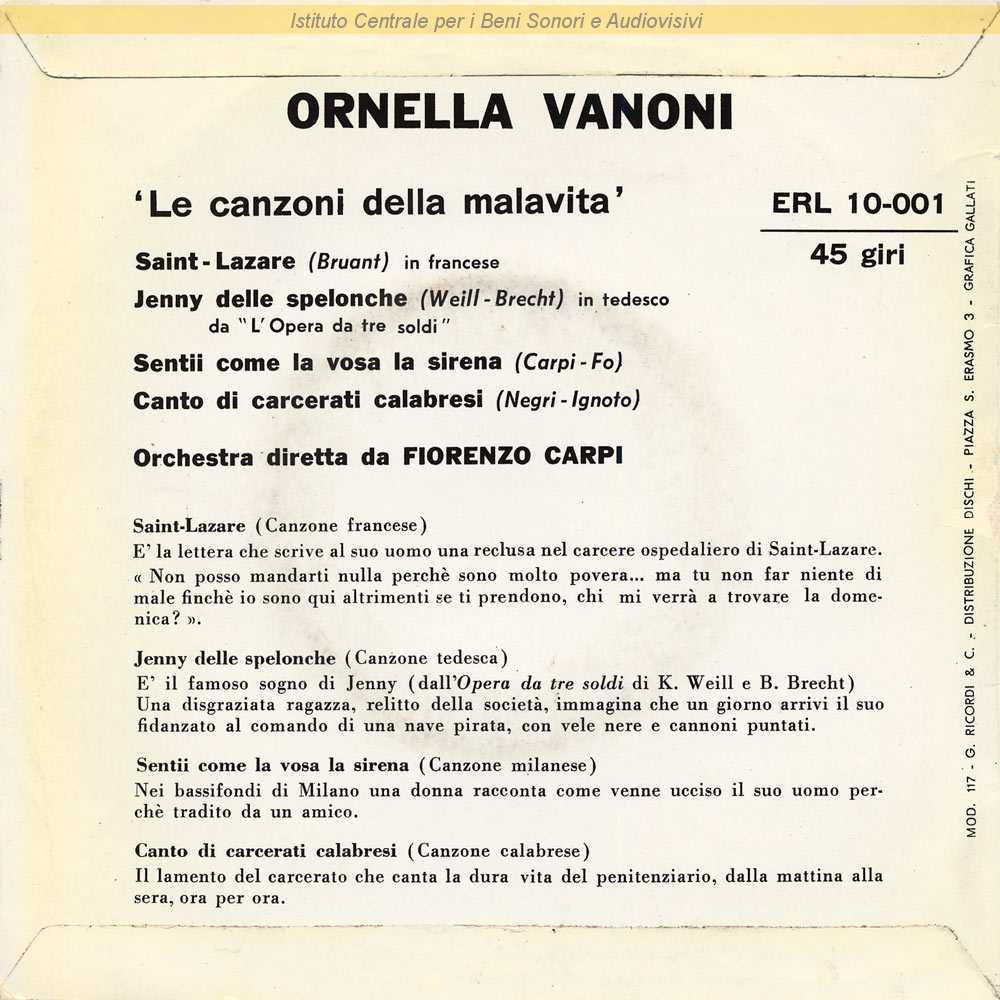 Istituto Centrale per i Beni Sonori e Audiovisivi
ORNELLA VANONI
‘Le canzoni della malavita’
ERL 10-001
45 giri
Saint-Lazare (Bruant) in francese
Jenny delle spelonche (Weill-Brecht) in tedesco
da "L'Opera da tre soldi"
Sentii come la vosa la sirena (Carpi-Fo)
Canto di carcerati calabresi (Negri-Ignoto)
Orchestra diretta da FIORENZO CARPI
Saint-Lazare (Canzone francese)
E' la lettera che scrive al suo uomo una reclusa nel carcere ospedaliero di Saint-Lazare.
« Non posso mandarti nulla perchè sono molto povera... ma tu non far niente di
male finchè io sono qui altrimenti se ti prendono, chi mi verrà a trovare la dome-
nica? ».
Jenny delle spelonche (Canzone tedesca)
E' il famoso sogno di Jenny (dall'Opera da tre soldi di K. Weill e B. Brecht)
Una disgraziata ragazza, relitto della società, immagina che un giorno arrivi il suo
fidanzato al comando di una nave pirata, con vele nere e cannoni puntati.
Sentii come la vosa la sirena (Canzone milanese)
Nei bassifondi di Milano una donna racconta come venne ucciso il suo uomo per-
chè tradito da un amico.
Canto di carcerati calabresi (Canzone calabrese)
Il lamento del carcerato che canta la dura vita del penitenziario, dalla mattina alla
sera, ora per ora.
MOD. 117 - G. RICORDI & C. - DISTRIBUZIONE DISCHI - PIAZZA S. ERASMO 3 - GRAFICA GALLATI